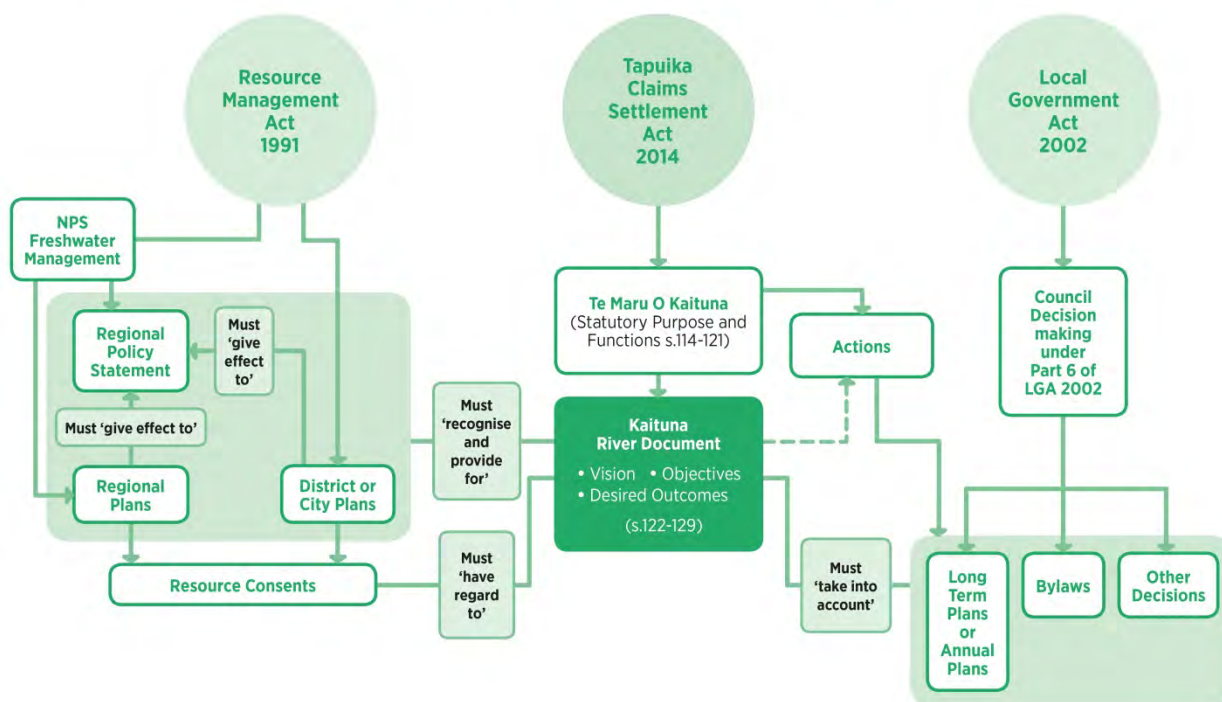 Resource
Management
Act
1991
Tapuika
Claims
Settlement
Act
2014
Local
Government
Act
2002
NPS
Freshwater
Management
Te Maru O Kaituna
(Statutory Purpose and
Functions s.114-121)
Actions
Council
Decision
making
under
Part 6 of
LGA 2002
Regional
Policy
Statement
Must
‘give
effect
to’
Must ‘give effect to’
Regional
Plans
District or
City Plans
Resource Consents
Must
‘recognise
and
provide
for’
Must
‘have
regard
to’
Kaituna
River Document
• Vision • Objectives
• Desired Outcomes
(s.122-129)
Must
‘take into
account’
Long
Term
Plans
or
Annual
Plans
Bylaws
Other
Decisions